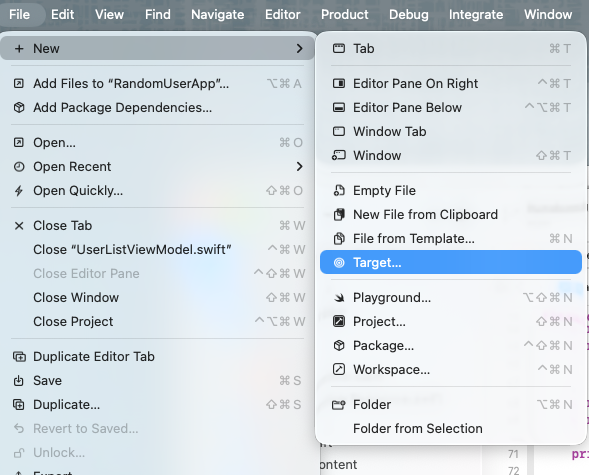 File Edit View Find Navigate Editor Product Debug Integrate Window
New
Add Files to “RandomUserApp”... ⌥⌘A
Add Package Dependencies...
Open... ⌘O
Open Recent
Open Quickly... ⇧⌘O
Close Tab ⌘W
Close “UserListViewModel.swift” ^⌘W
Close Editor Pane ^⇧⌘W
Close Window ⇧⌘W
Close Project ^⌥⌘W
Duplicate Editor Tab
Save ⌘S
Duplicate... ⇧⌘S
Revert to Saved...
Unlock...
Tab ⌘T
Editor Pane On Right ^⌘T
Editor Pane Below ^⌥⌘T
Window Tab
Window ⇧⌘T
Empty File
New File from Clipboard
File from Template... ⌘N
Target...
Playground... ⌥⇧⌘N
Project... ⇧⌘N
Package... ^⇧⌘N
Workspace... ^⌘N
Folder ⌥⌘N
Folder from Selection
ontent
71 pri
72